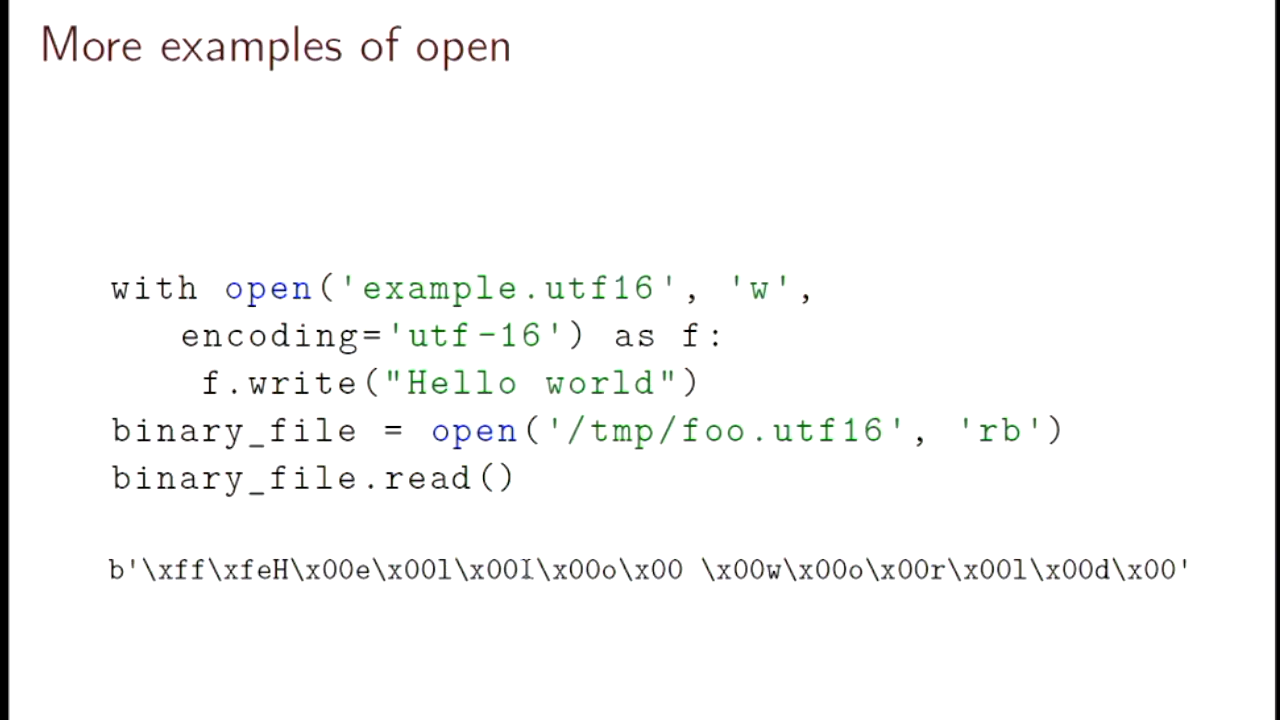 More examples of open
with open('example.utf16', 'w',
encoding='utf-16') as f:
f.write("Hello world")
binary_file = open('/tmp/foo.utf16', 'rb')
binary_file.read()
b'\xff\xfeH\x00e\x00l\x00I\x00o\x00 \x00w\x00o\x00r\x00l\x00d\x00'